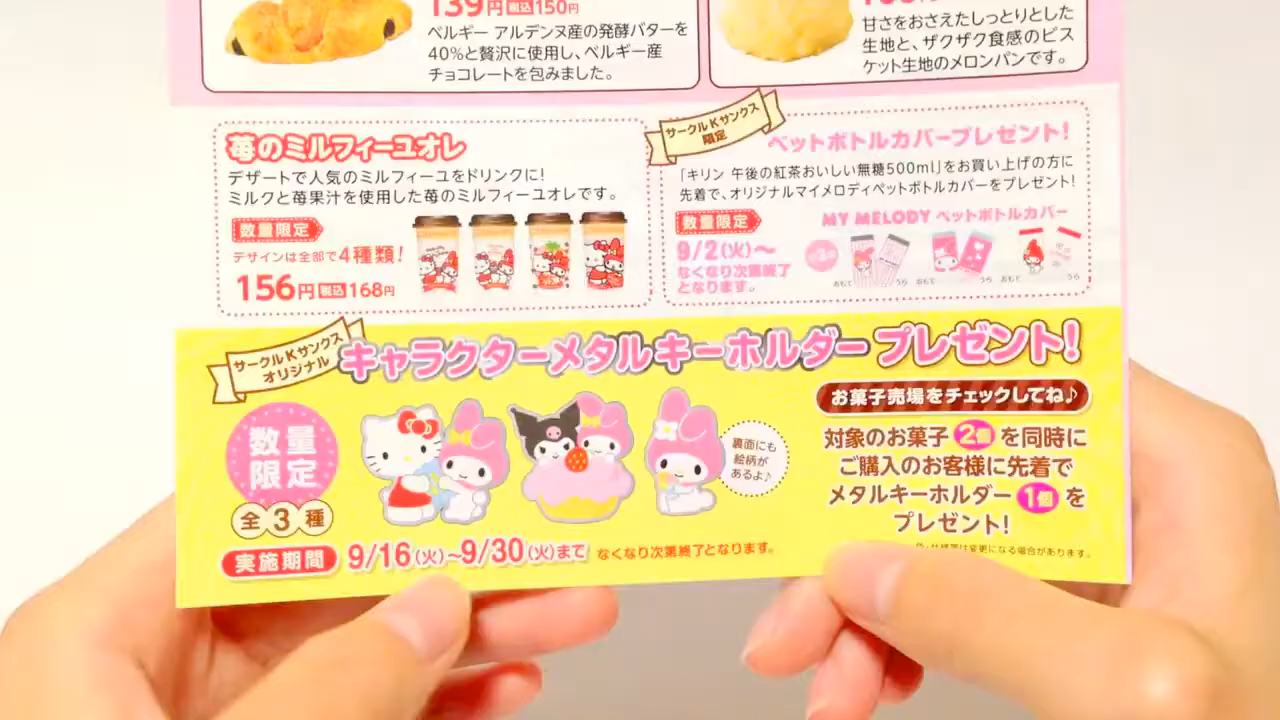 139円 税込150円
ベルギー アルデンヌ産の発酵バターを
40%と贅沢に使用し、ベルギー産
チョコレートを包みました。
甘さをおさえたしっとりとした
生地と、ザクザク食感のビス
ケット生地のメロンパンです。
苺のミルフィーユオレ
デザートで人気のミルフィーユをドリンクに!
ミルクと苺果汁を使用した苺のミルフィーユオレです。
数量限定
デザインは全部で4種類!
156円 税込168円
サークルKサンクス
限定
ペットボトルカバープレゼント!
「キリン 午後の紅茶おいしい無糖500ml」をお買い上げの方に
先着で、オリジナルマイメロディペットボトルカバーをプレゼント!
数量限定
9/2(火)〜
なくなり次第終了
となります。
MY MELODY ペットボトルカバー
全3種
おもて うら おもて うら おもて うら
サークルKサンクス
オリジナル
キャラクターメタルキーホルダー プレゼント!
数量
限定
全3種
裏面にも
絵柄が
あるよ♪
お菓子売場をチェックしてね♪
対象のお菓子2個を同時に
ご購入のお客様に先着で
メタルキーホルダー1個を
プレゼント!
実施期間 9/16(火)~9/30(火)まで なくなり次第終了となります。
は変更になる場合があります。